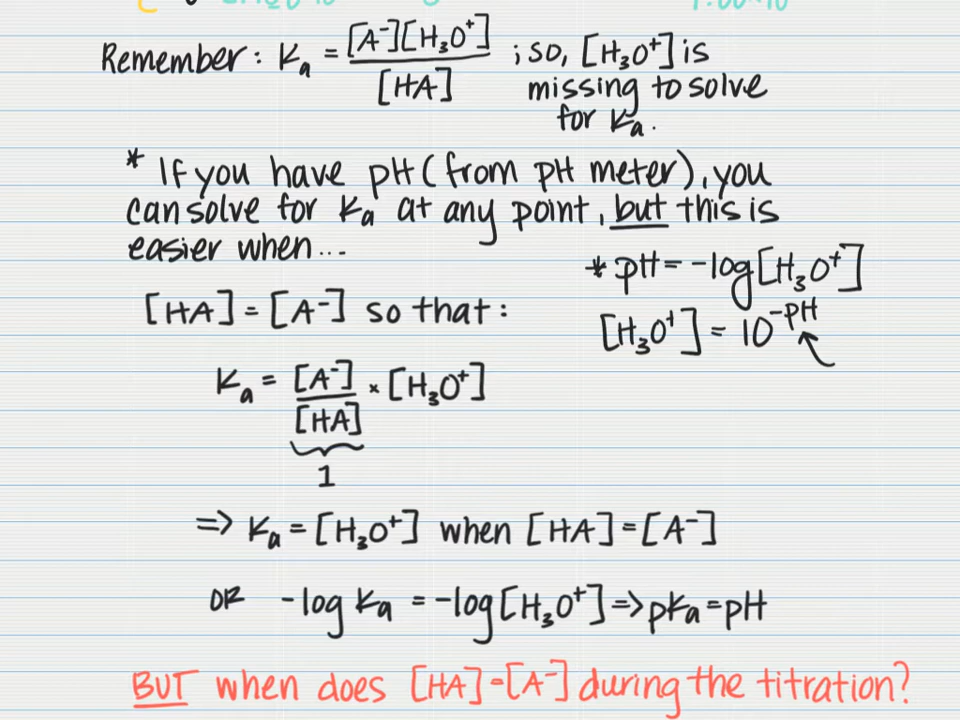 Remember: Ka = [A⁻][H₃O⁺] / [HA] ; so, [H₃O⁺] is
missing to solve
for Ka.
* If you have pH (from pH meter), you
can solve for Ka at any point, but this is
easier when...
* pH = -log[H₃O⁺]
[HA] = [A⁻] so that:
[H₃O⁺] = 10^-pH
Ka = [A⁻] / [HA] × [H₃O⁺]
1
=> Ka = [H₃O⁺] when [HA] = [A⁻]
OR -log Ka = -log[H₃O⁺] => pKa = pH
BUT when does [HA] = [A⁻] during the titration?